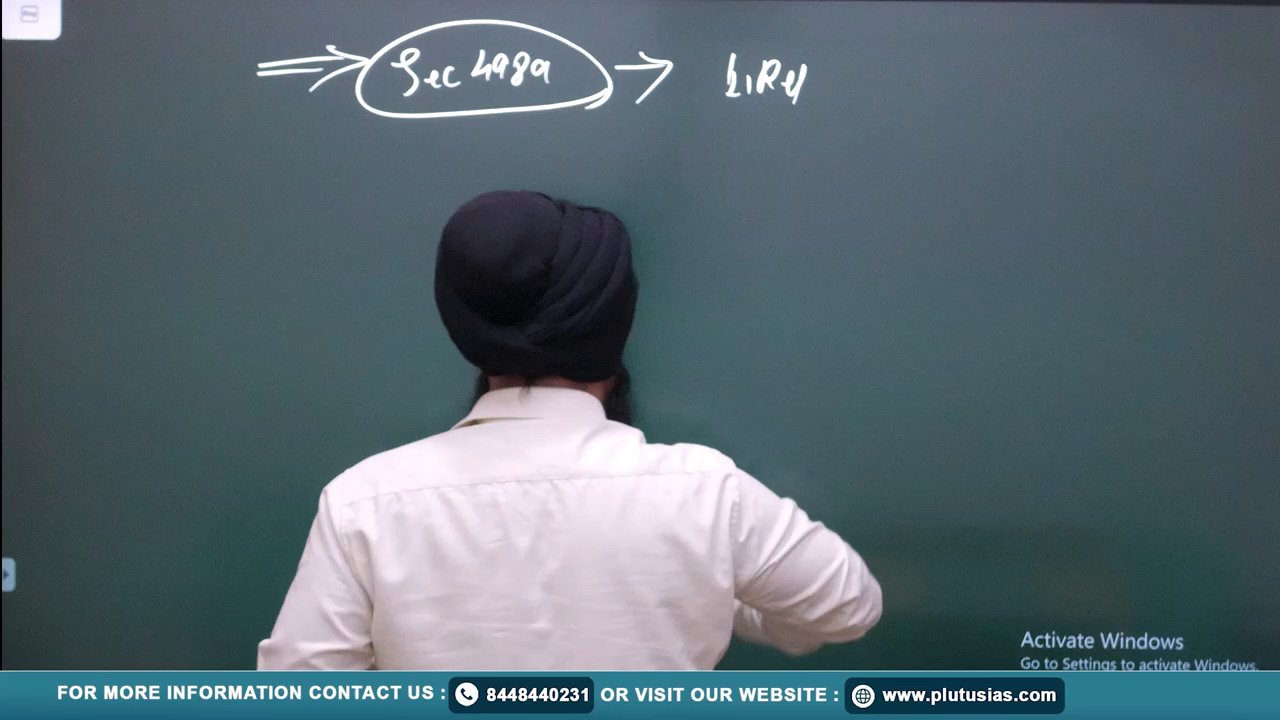 Sec 498a
Activate Windows
Go to Settings to activate Windows.
FOR MORE INFORMATION CONTACT US : 8448440231 OR VISIT OUR WEBSITE : www.plutusias.com